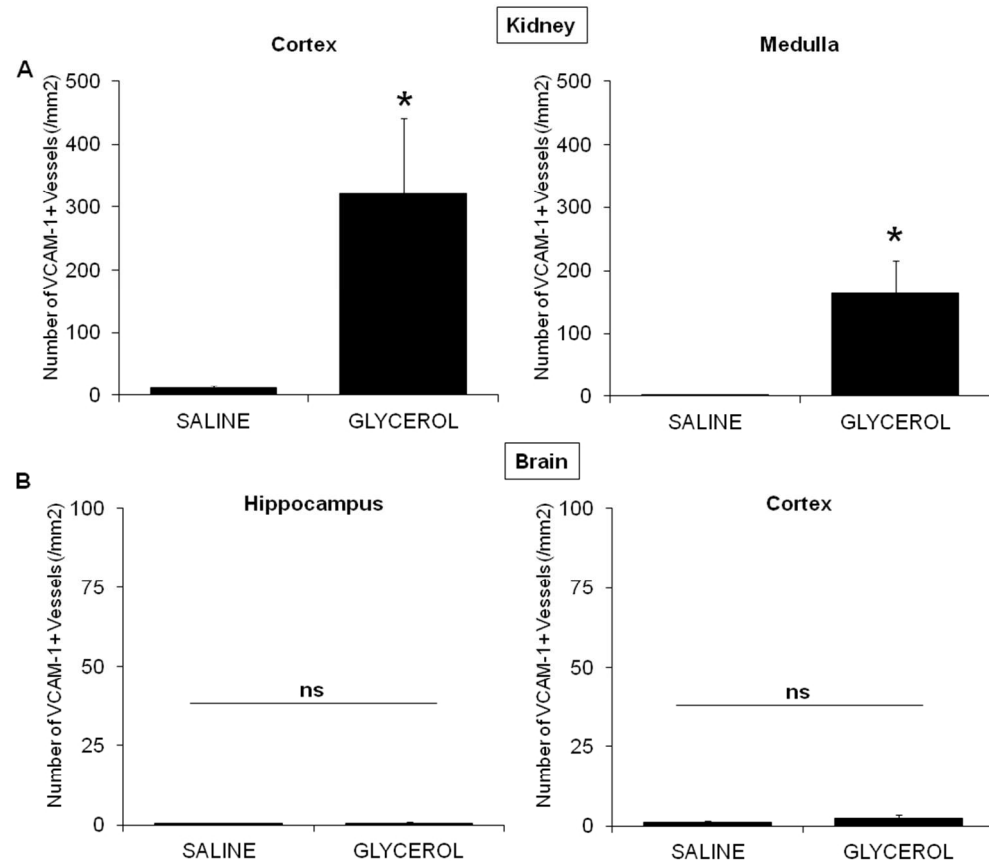 Kidney
A
Cortex
Number of VCAM-1+ Vessels (/mm2)
500
400
300
200
100
0
*
SALINE
GLYCEROL
Medulla
Number of VCAM-1+ Vessels (/mm2)
500
400
300
200
100
0
*
SALINE
GLYCEROL
Brain
B
Hippocampus
Number of VCAM-1+ Vessels (/mm2)
100
75
50
25
0
ns
SALINE
GLYCEROL
Cortex
Number of VCAM-1+ Vessels (/mm2)
100
75
50
25
0
ns
SALINE
GLYCEROL